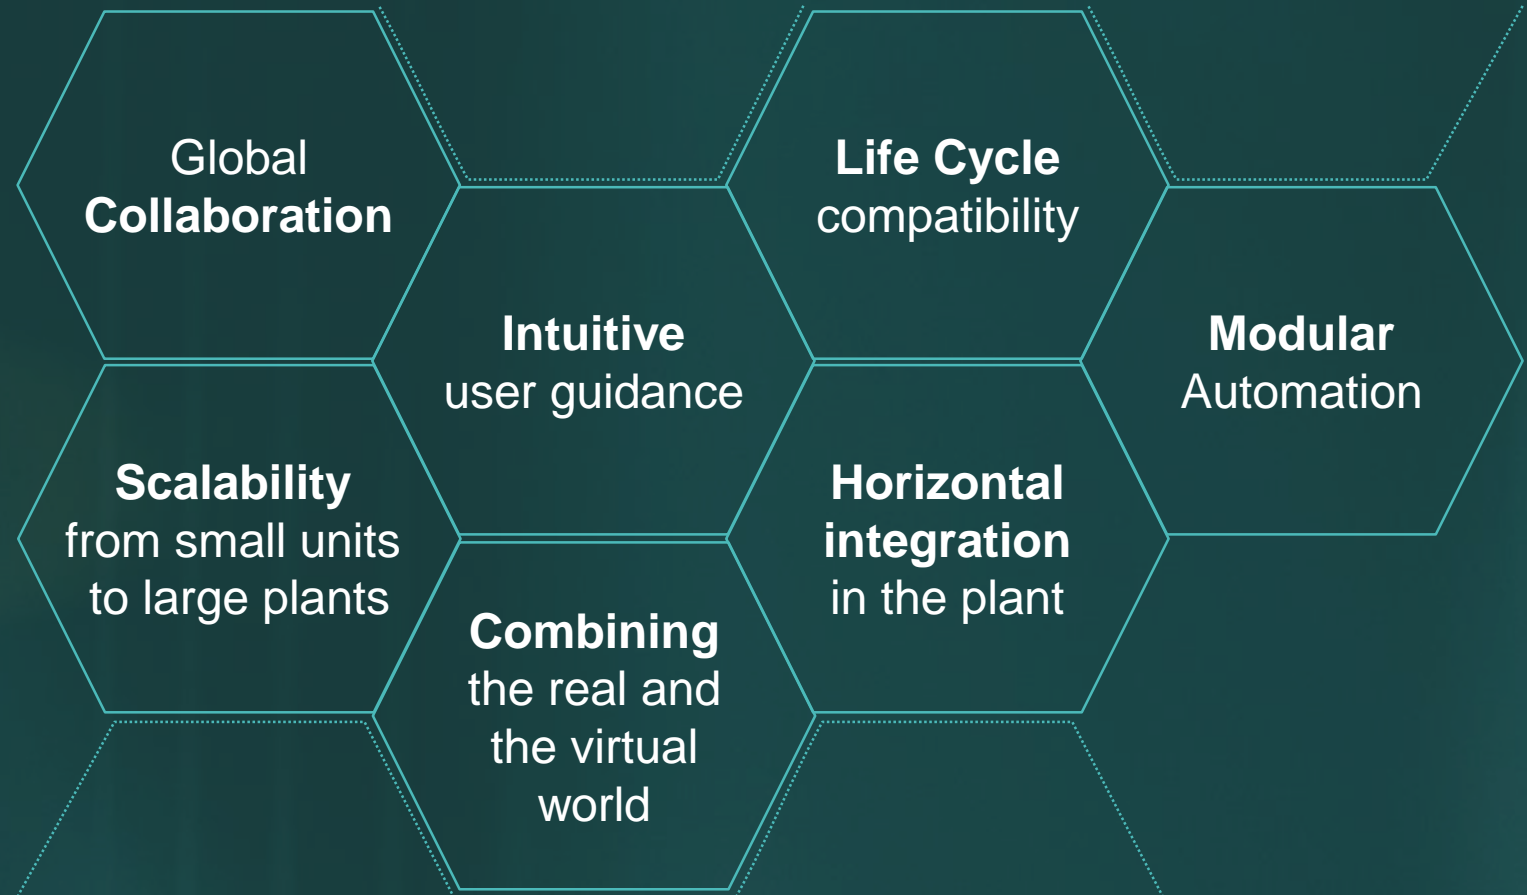 Global
Collaboration
Life Cycle
compatibility
Intuitive
user guidance
Modular
Automation
Scalability
from small units
to large plants
Horizontal
integration
in the plant
Combining
the real and
the virtual
world